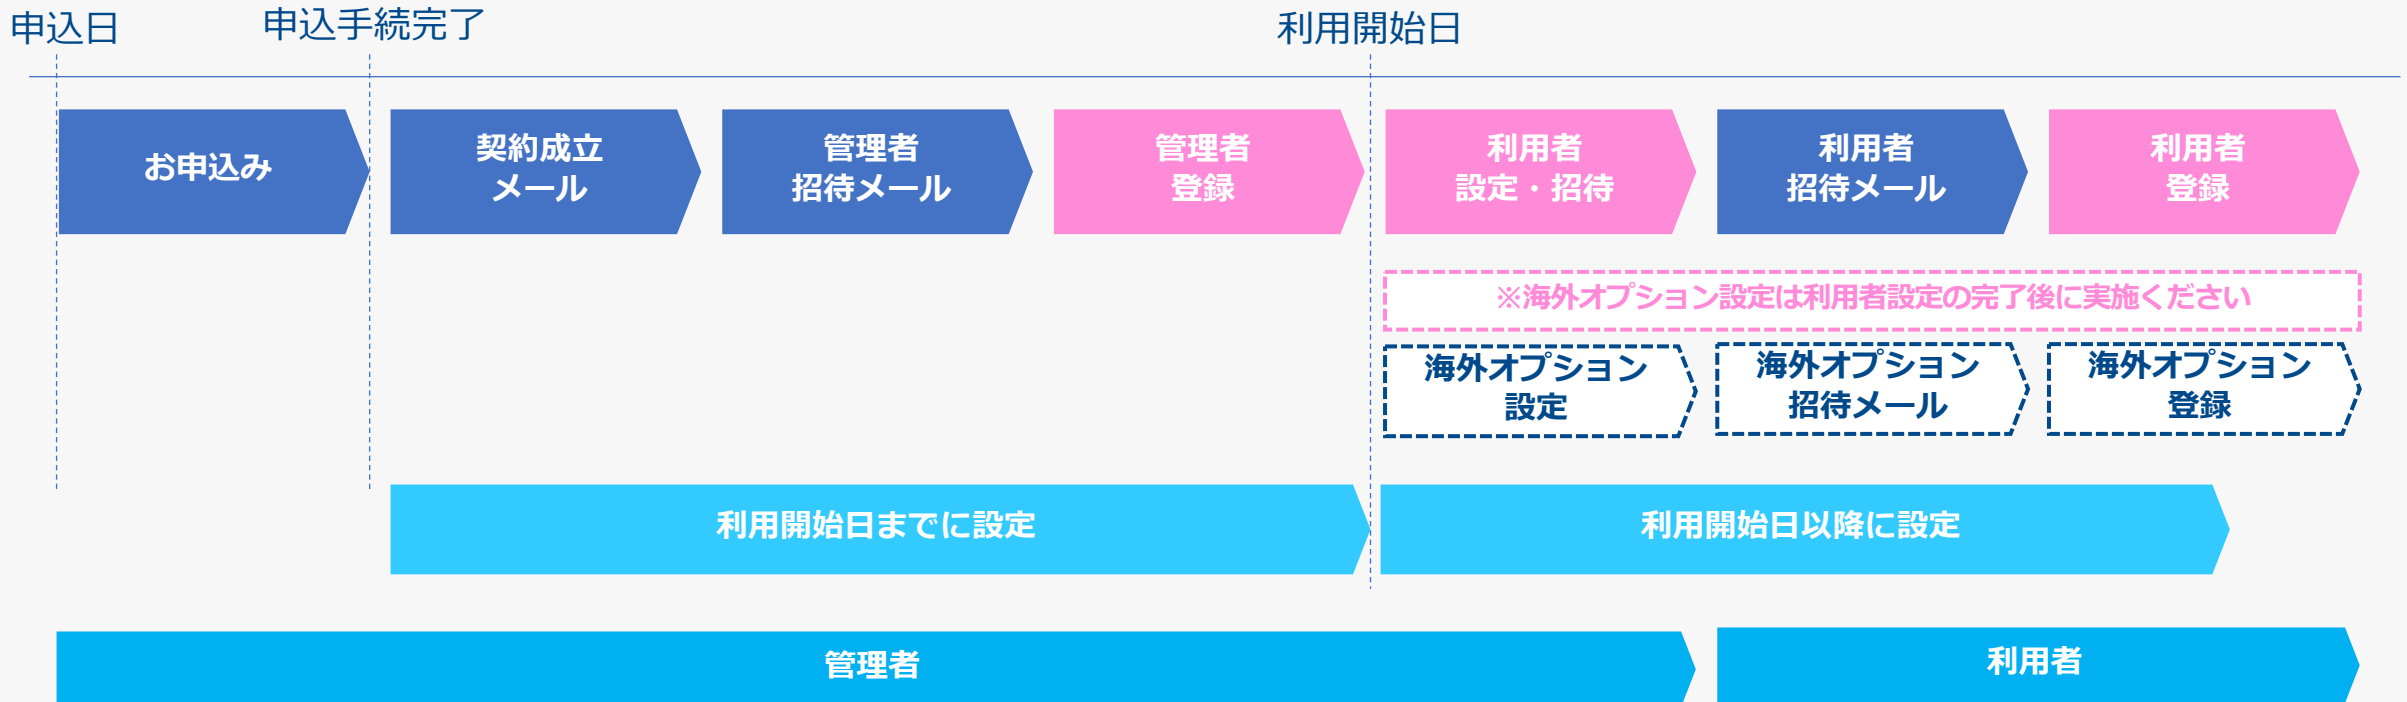 申込日
申込手続完了
利用開始日
お申込み
契約成立
メール
管理者
招待メール
管理者
登録
利用者
設定・招待
利用者
招待メール
利用者
登録
※海外オプション設定は利用者設定の完了後に実施ください
海外オプション
設定
海外オプション
招待メール
海外オプション
登録
利用開始日までに設定
利用開始日以降に設定
管理者
利用者